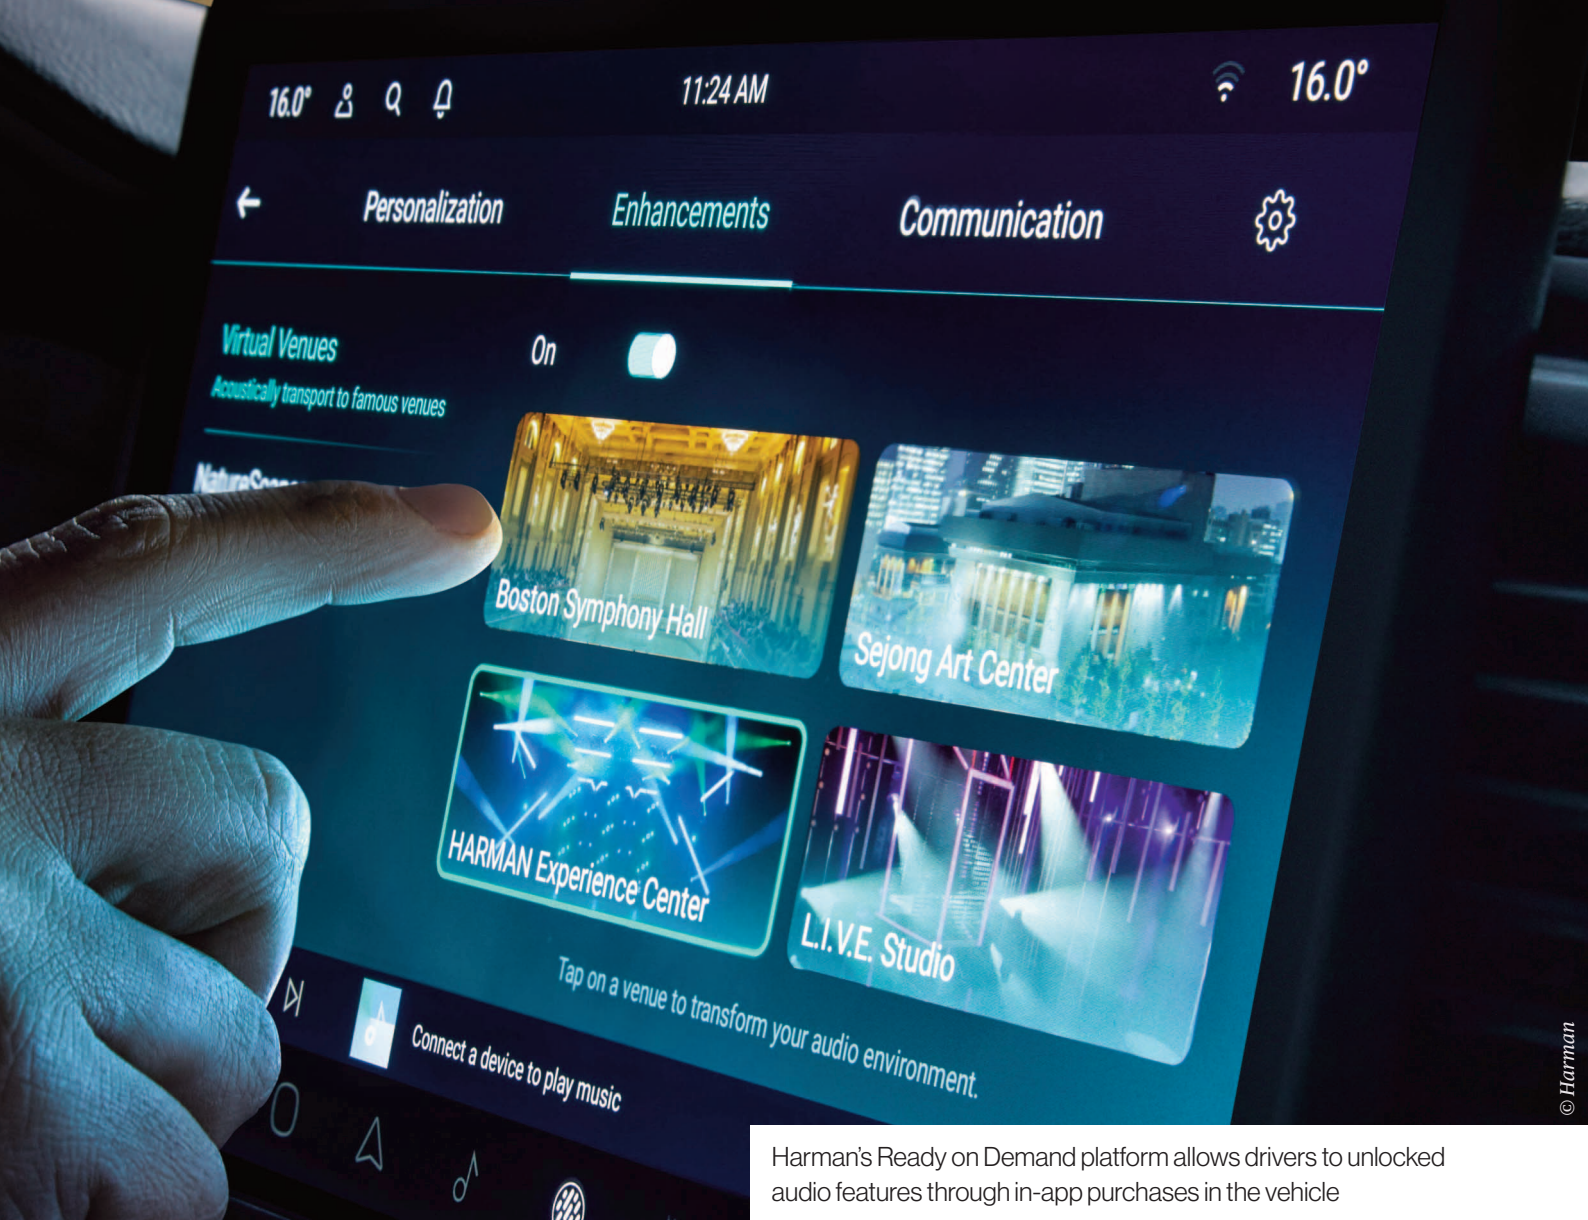 16.0° 11:24 AM 16.0°
Personalization Enhancements Communication
Virtual Venues On
Acoustically transport to famous venues
Boston Symphony Hall
Sejong Art Center
HARMAN Experience Center
L.I.V.E. Studio
Tap on a venue to transform your audio environment.
Connect a device to play music
© Harman
Harman's Ready on Demand platform allows drivers to unlocked
audio features through in-app purchases in the vehicle